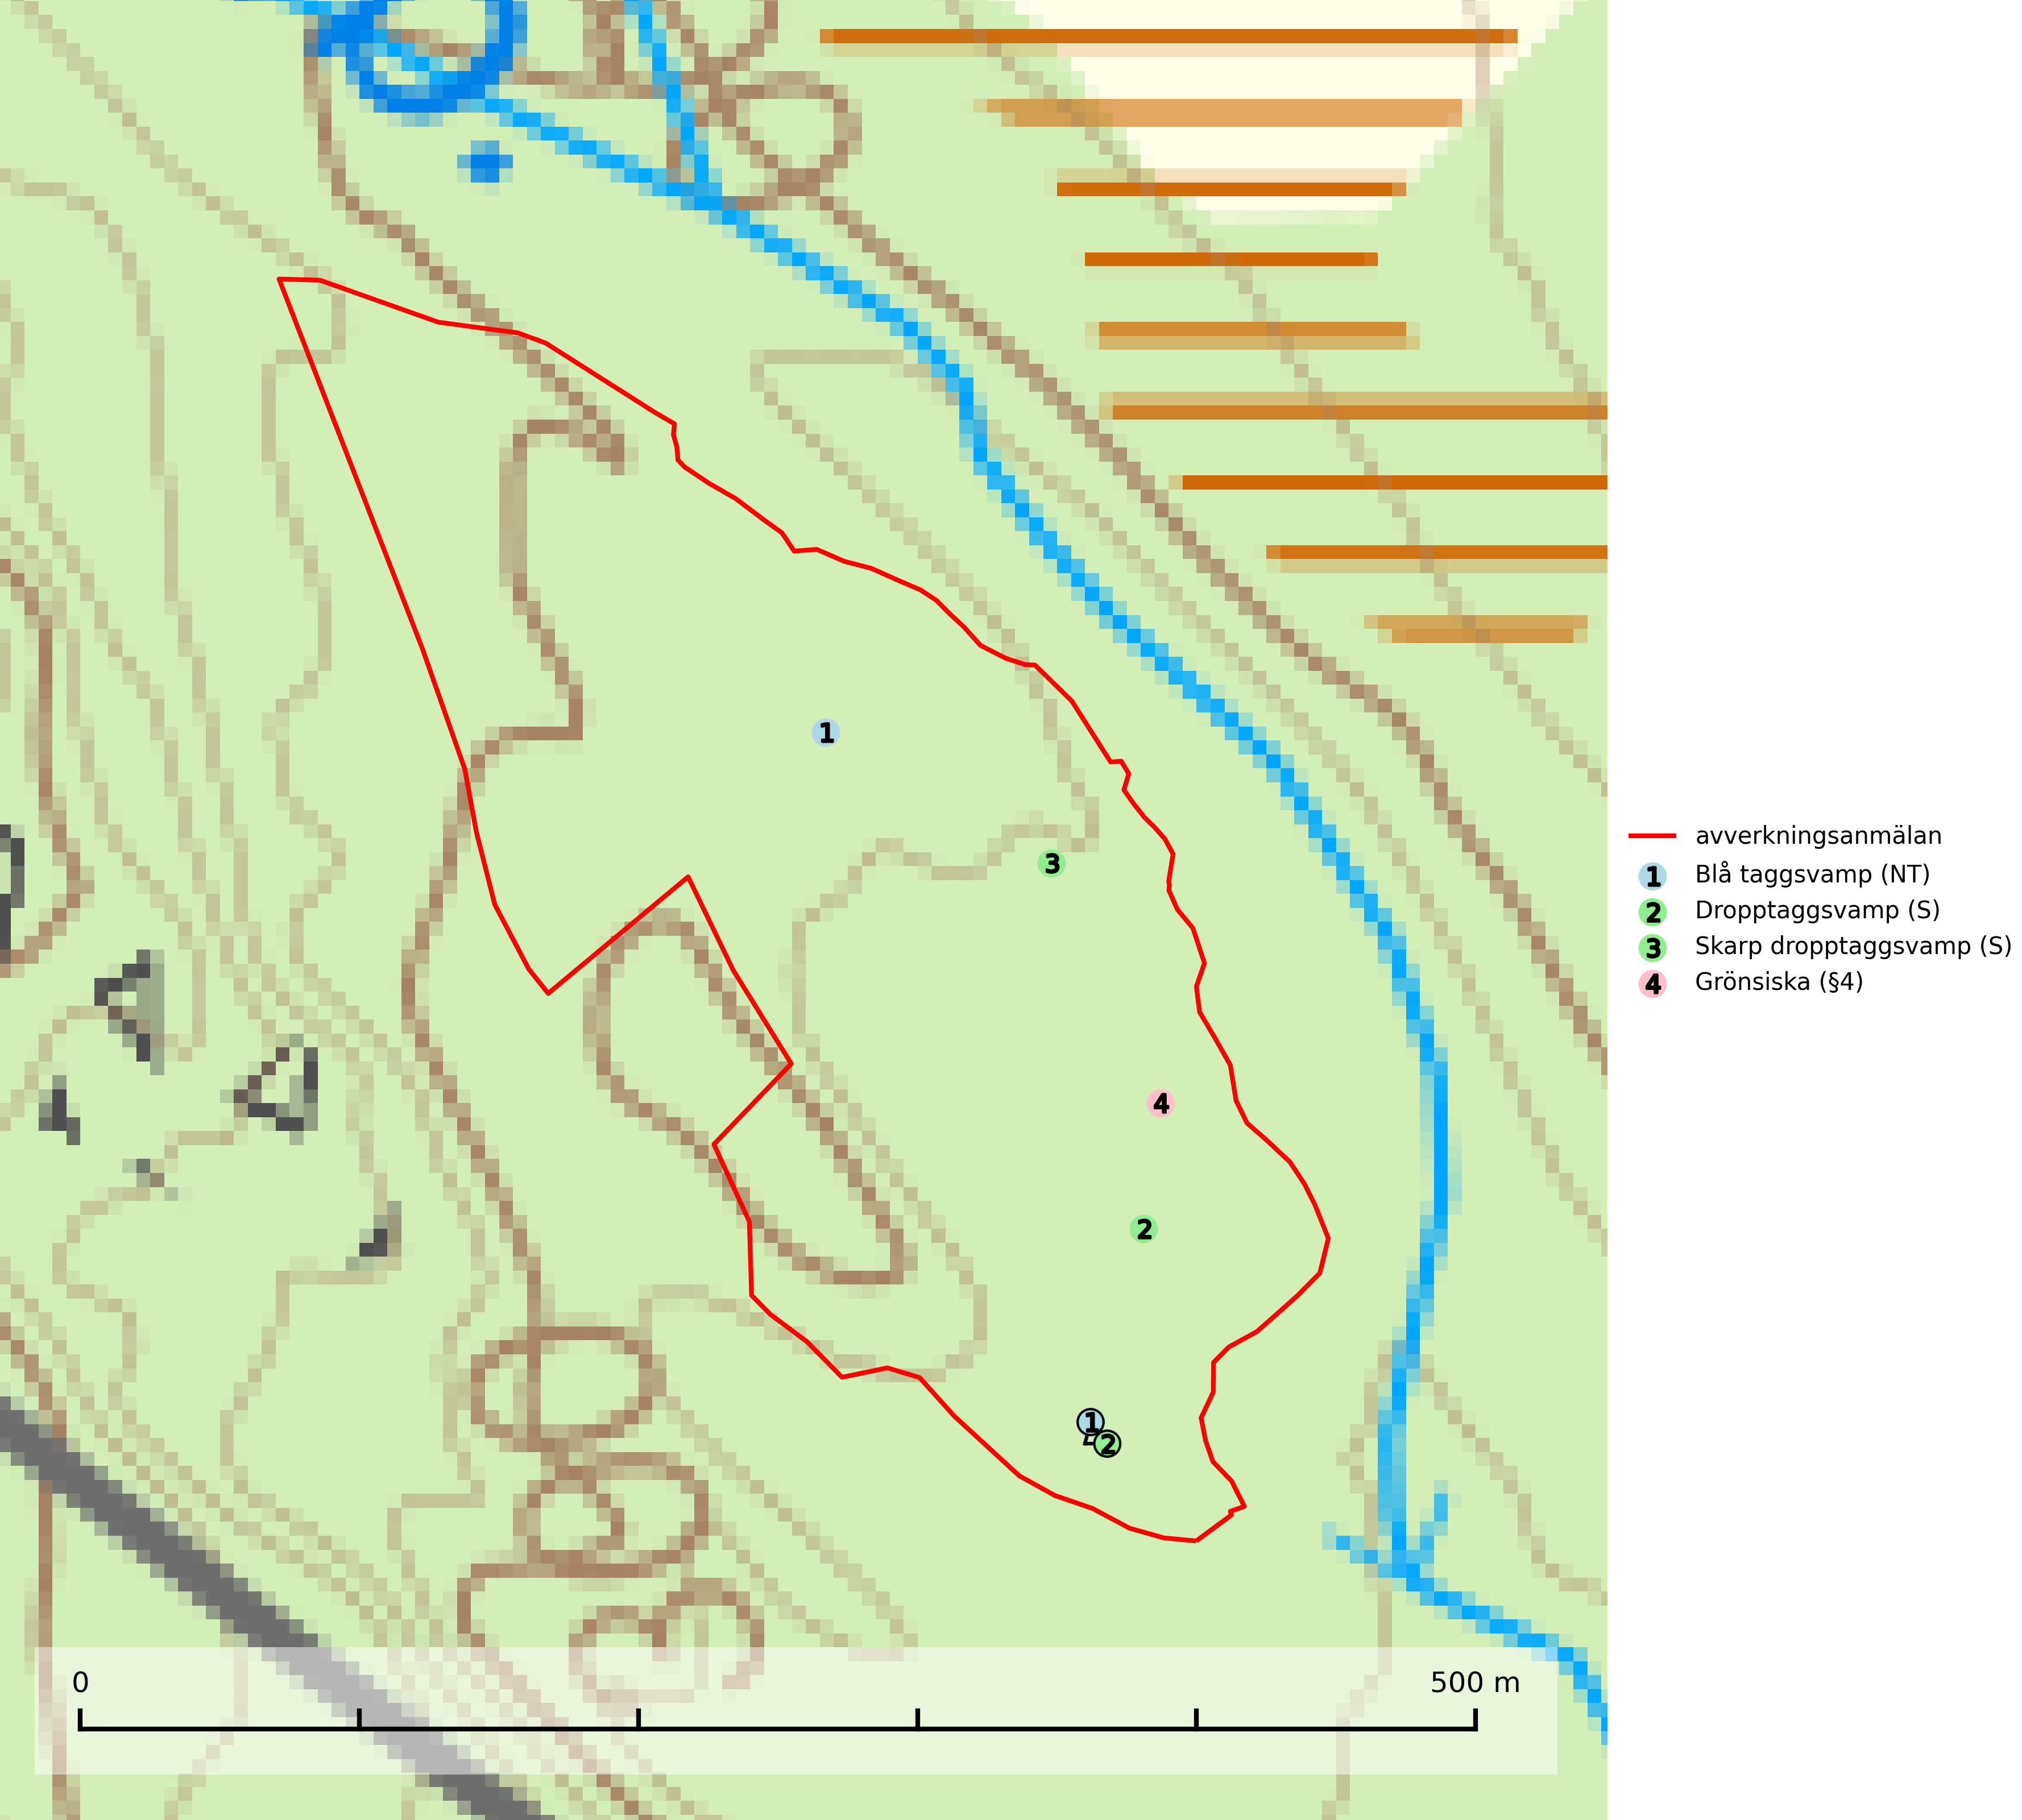 1
3
4
2
1
2
0
500 m
avverkningsanmälan
1 Blå taggsvamp (NT)
2 Dropptaggsvamp (S)
3 Skarp dropptaggsvamp (S)
4 Grönsiska (§4)